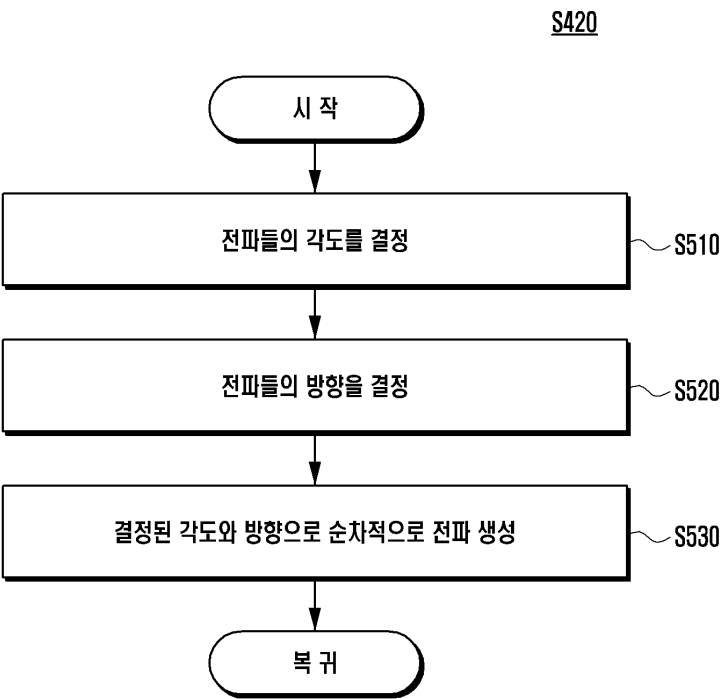 S420
시 작
전파들의 각도를 결정
S510
전파들의 방향을 결정
S520
결정된 각도와 방향으로 순차적으로 전파 생성
S530
복 귀